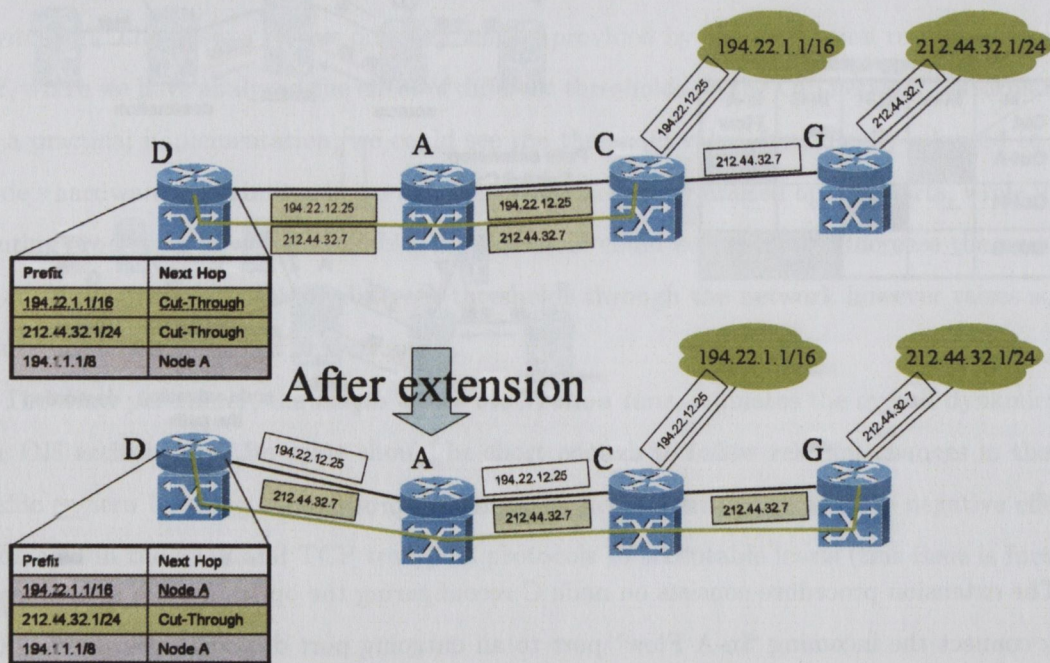 194.22.1.1/16
212.44.32.1/24
194.22.12.25
212.44.32.7
D
A
C
212.44.32.7
G
194.22.12.25
194.22.12.25
212.44.32.7
212.44.32.7
Prefix Next Hop
194.22.1.1/16 Cut-Through
212.44.32.1/24 Cut-Through
194.1.1.1/8 Node A
After extension
194.22.1.1/16
212.44.32.1/24
194.22.12.25
212.44.32.7
D
194.22.12.25
A
194.22.12.25
C
G
212.44.32.7
212.44.32.7
212.44.32.7
Prefix Next Hop
194.22.1.1/16 Node A
212.44.32.1/24 Cut-Through
194.1.1.1/8 Node A